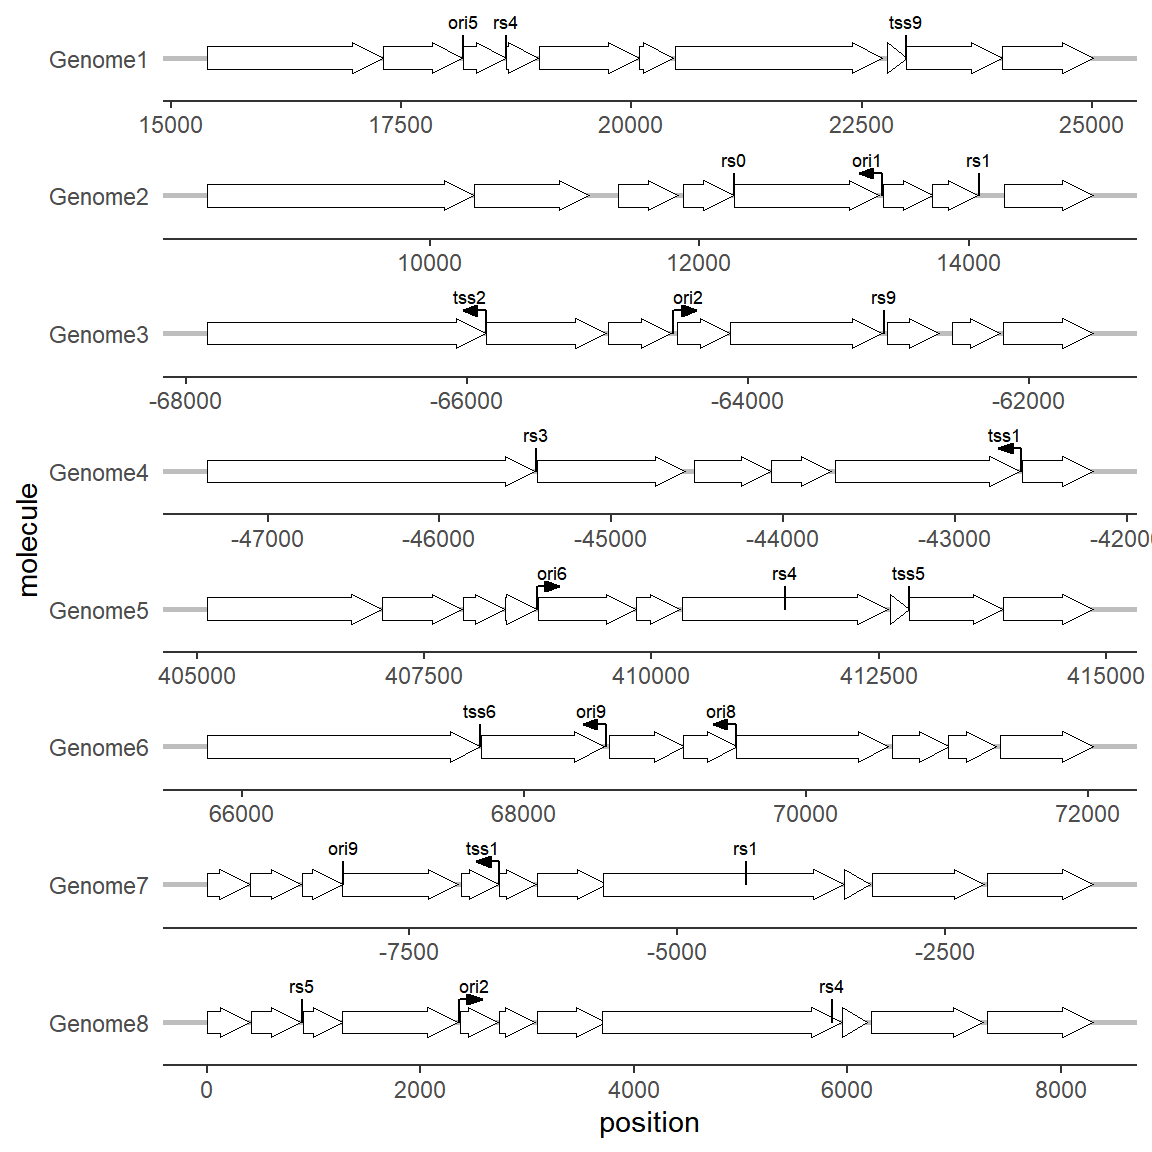 ori5 rs4 tss9
Genome1
15000 17500 20000 22500 25000
rs0 ori1 rs1
Genome2
10000 12000 14000
tss2 ori2 rs9
Genome3
-68000 -66000 -64000 -62000
rs3 tss1
Genome4
-47000 -46000 -45000 -44000 -43000 -4200
molecule
ori6 rs4 tss5
Genome5
405000 407500 410000 412500 415000
tss6 ori9 ori8
Genome6
66000 68000 70000 72000
ori9 tss1 rs1
Genome7
-7500 -5000 -2500
rs5 ori2 rs4
Genome8
0 2000 4000 6000 8000
position